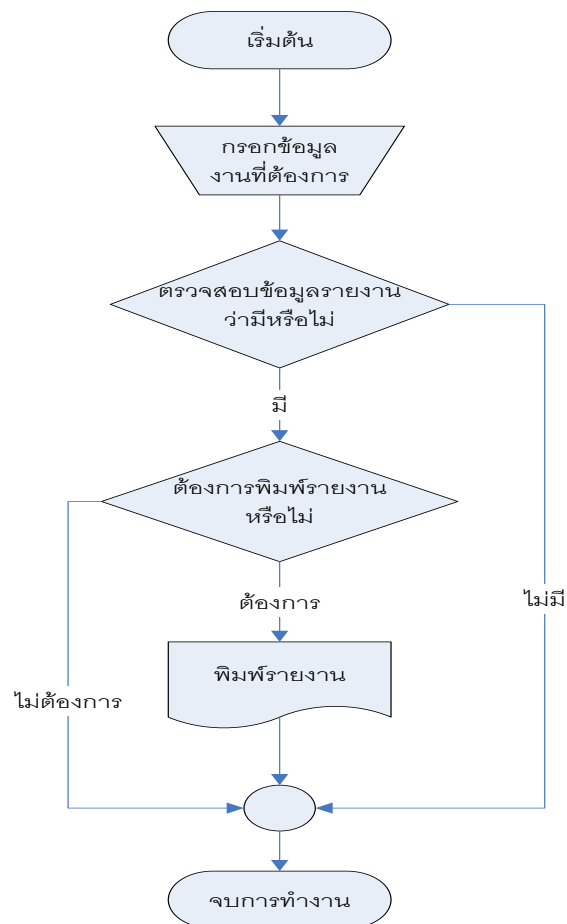 เริ่มต้น
กรอกข้อมูล
งานที่ต้องการ
ตรวจสอบข้อมูลรายงาน
ว่ามีหรือไม่
มี
ต้องการพิมพ์รายงาน
หรือไม่
ต้องการ
ไม่มี
พิมพ์รายงาน
ไม่ต้องการ
จบการทำงาน